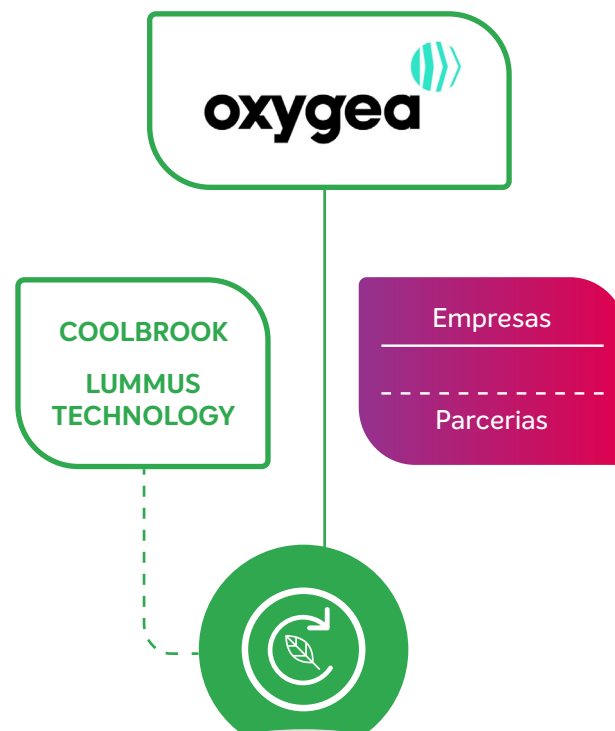 oxygea
COOLBROOK
LUMMUS
TECHNOLOGY
Empresas
Parcerias